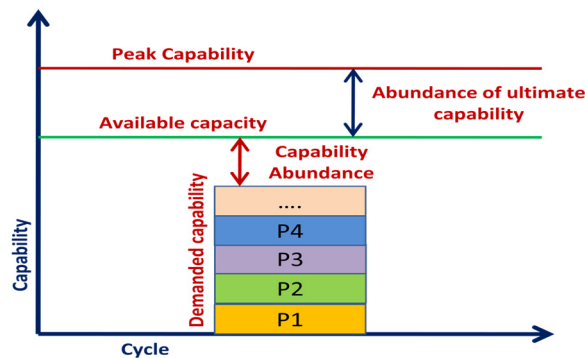 Peak Capability
Abundance of ultimate
capability
Available capacity
Capability
Abundance
....
P4
P3
P2
P1
Demanded capability
Capability
Cycle